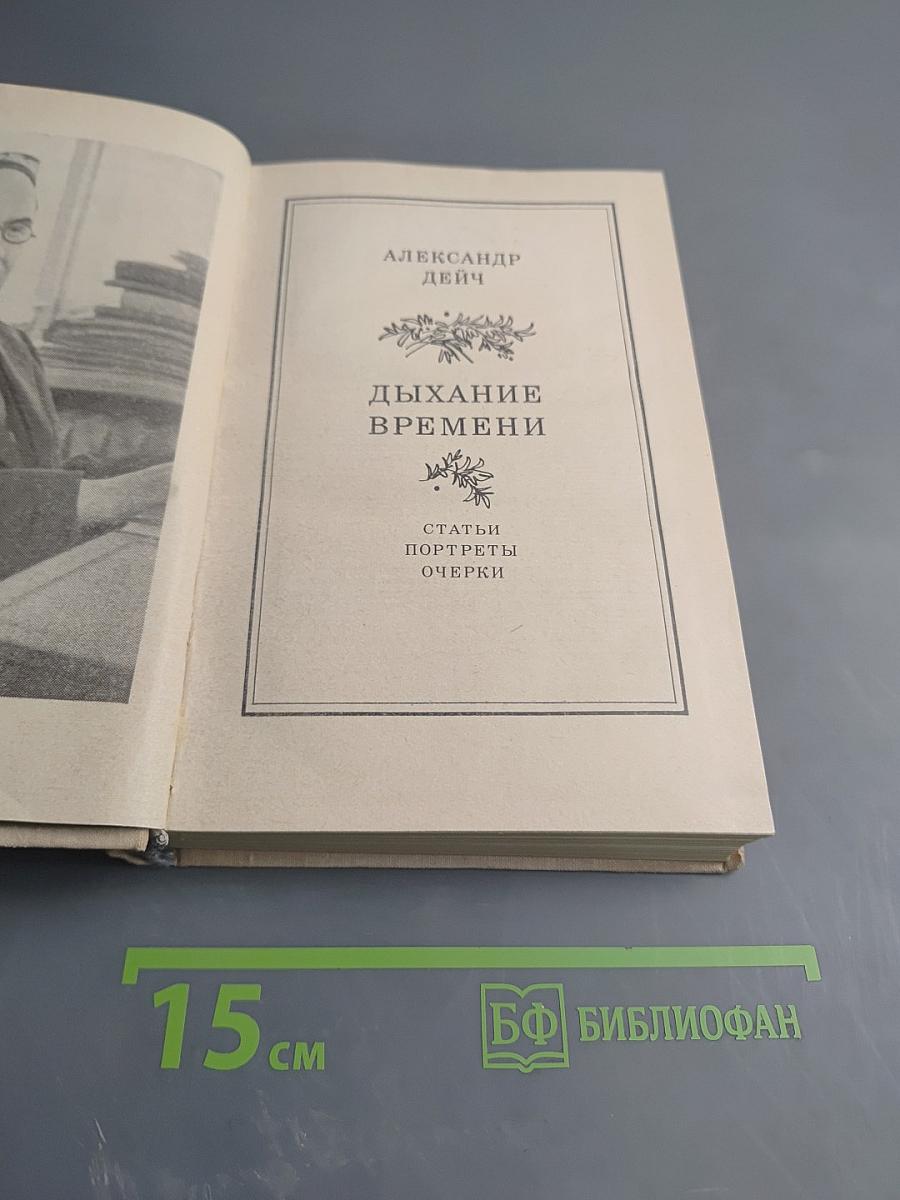 АЛЕКСАНДР
ДЕЙЧ
ДЫХАНИЕ
ВРЕМЕНИ
СТАТЬИ
ПОРТРЕТЫ
ОЧЕРКИ
15 см
БФ БИБЛИОФАН